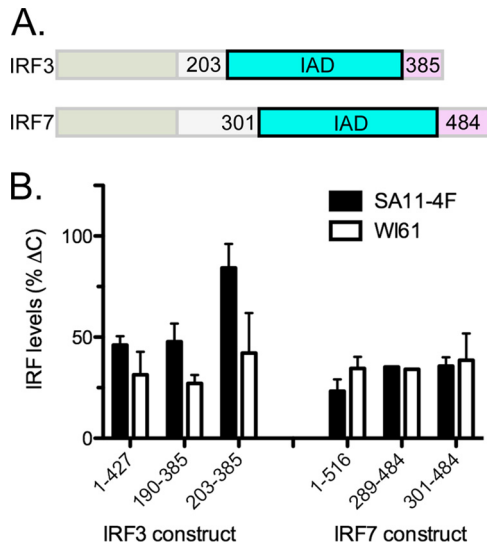 A.
IRF3 203 IAD 385
IRF7 301 IAD 484
B.
SA11-4F
WI61
IRF levels (% ΔC)
100
50
0
1-427 190-385 203-385 1-516 289-484 301-484
IRF3 construct IRF7 construct